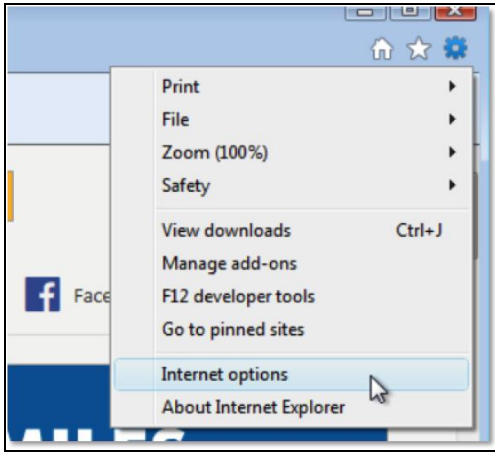 Print
File
Zoom (100%)
Safety
View downloads Ctrl+J
Manage add-ons
F12 developer tools
Face
Go to pinned sites
Internet options
About Internet Explorer